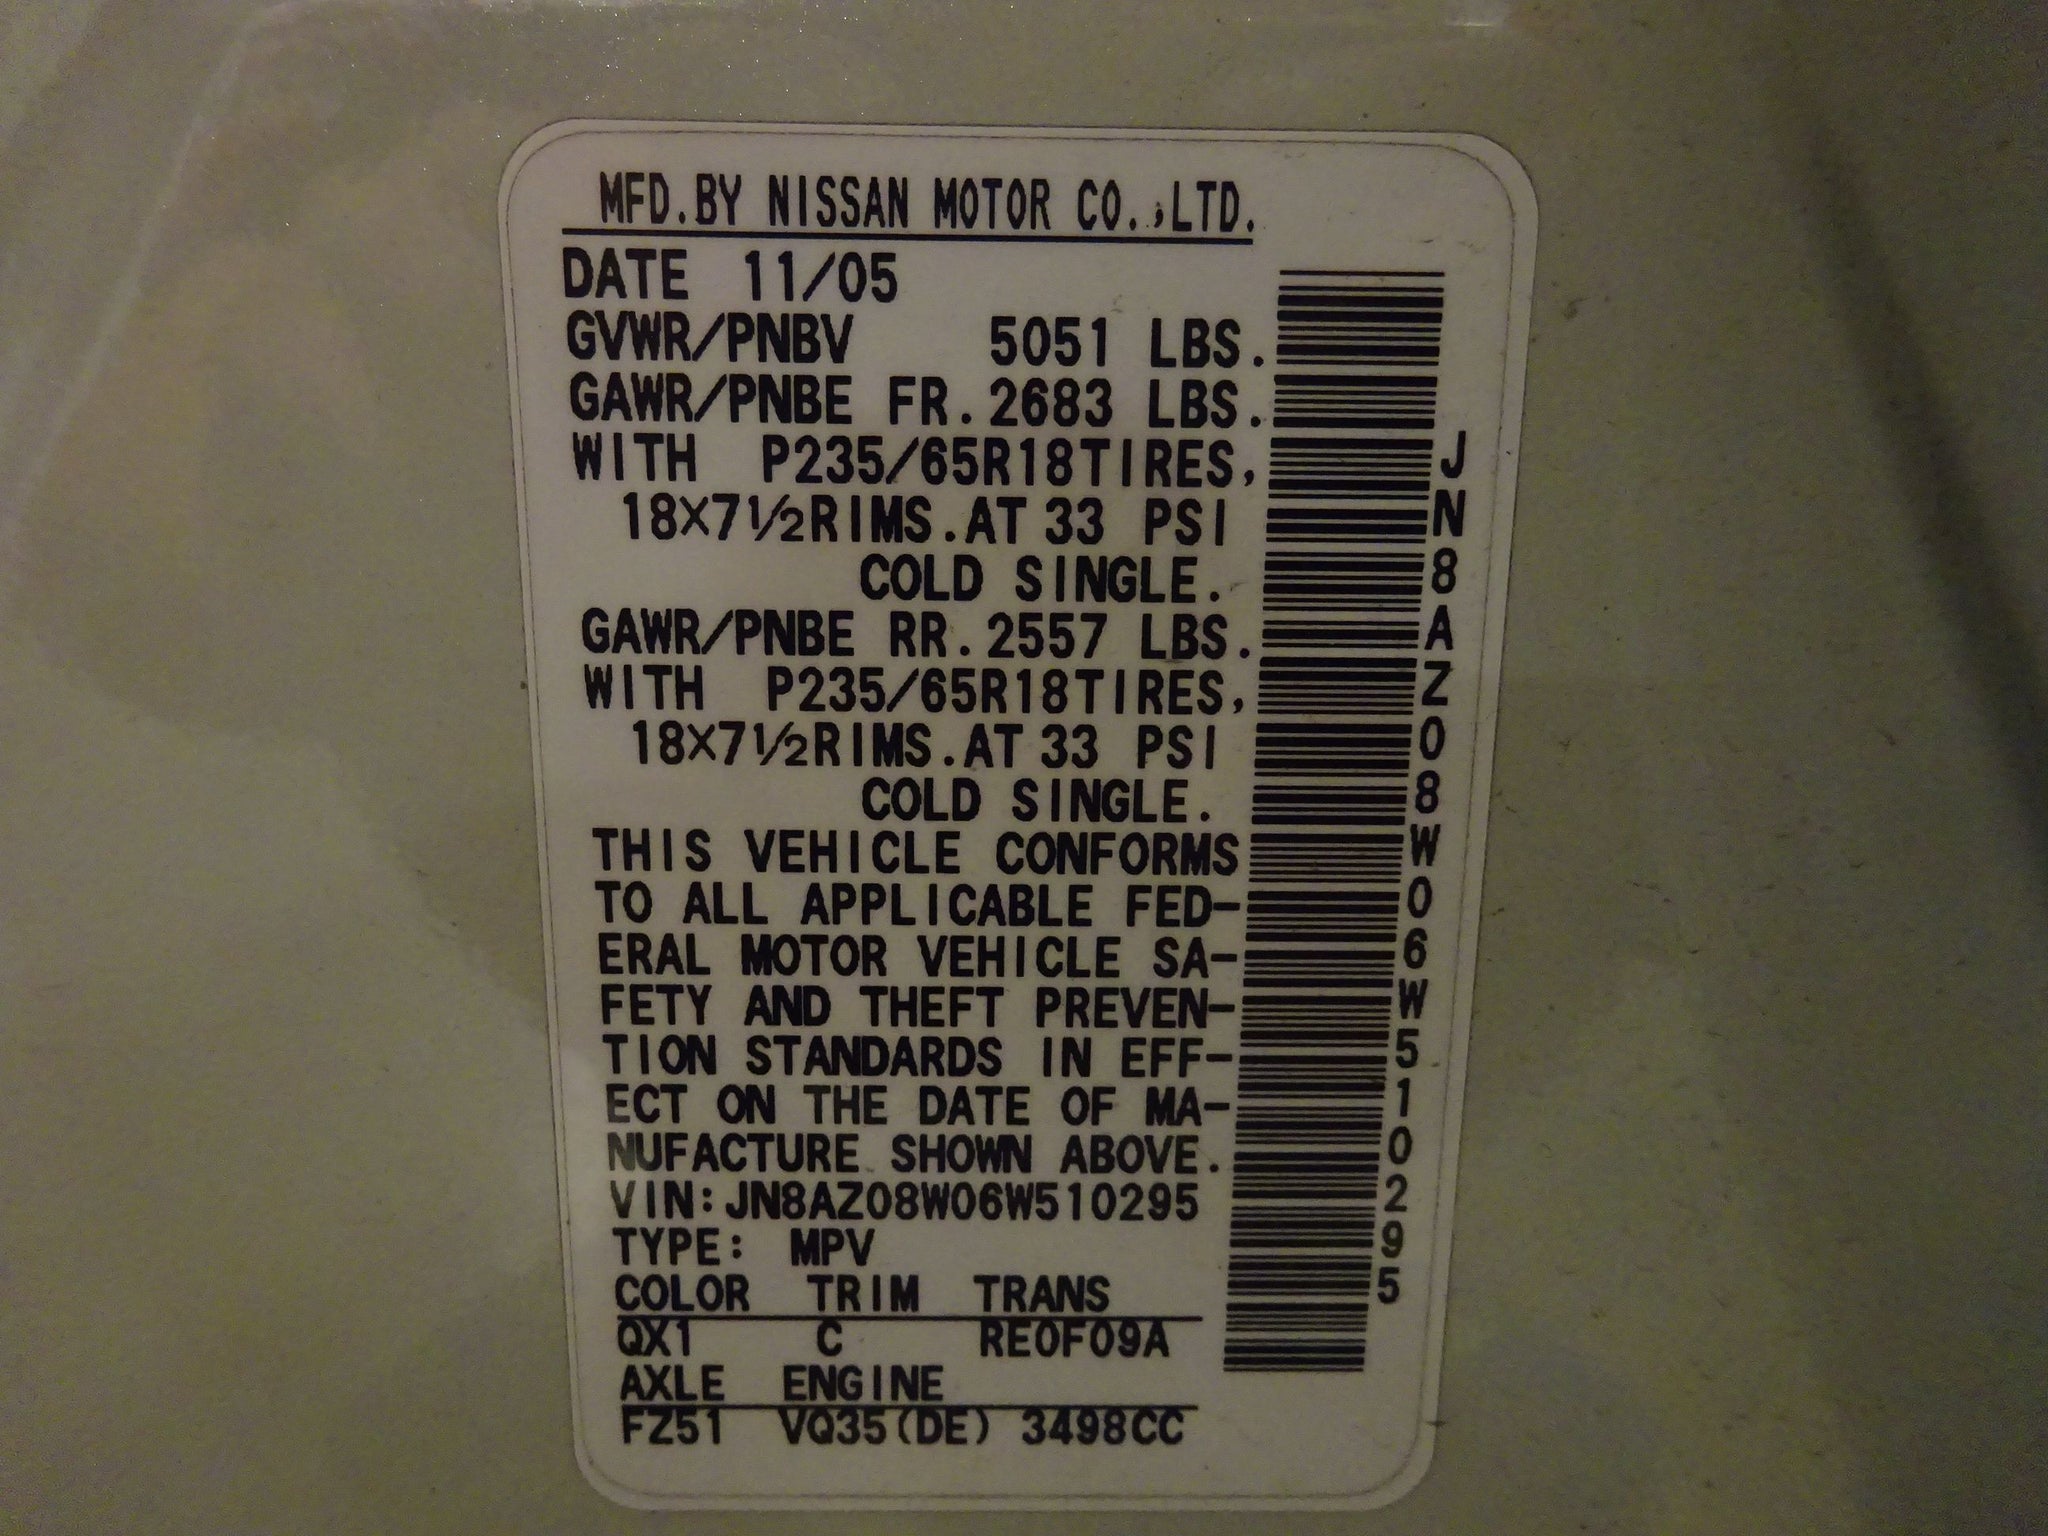 MFD.BY NISSAN MOTOR CO.,LTD.
DATE 11/05
GVWR/PNBV 5051 LBS.
GAWR/PNBE FR.2683 LBS.
WITH P235/65R18TIRES,
18×7½RIMS.AT 33 PSI
COLD SINGLE.
GAWR/PNBE RR.2557 LBS.
WITH P235/65R18TIRES,
18×7½RIMS.AT 33 PSI
COLD SINGLE.
THIS VEHICLE CONFORMS
TO ALL APPLICABLE FED-
ERAL MOTOR VEHICLE SA-
FETY AND THEFT PREVEN-
TION STANDARDS IN EFF-
ECT ON THE DATE OF MA-
NUFACTURE SHOWN ABOVE.
VIN:JN8AZ08W06W510295
TYPE: MPV
COLOR TRIM TRANS
QX1 C RE0F09A
AXLE ENGINE
FZ51 VQ35(DE) 3498CC
JN8AZ08W06W510295